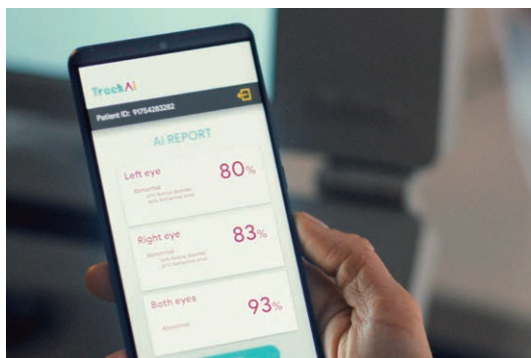 TrackAI
Patient ID: 91754283282
AI REPORT
Left eye
80%
Abnormal
Right eye
83%
Abnormal
Both eyes
93%
Abnormal